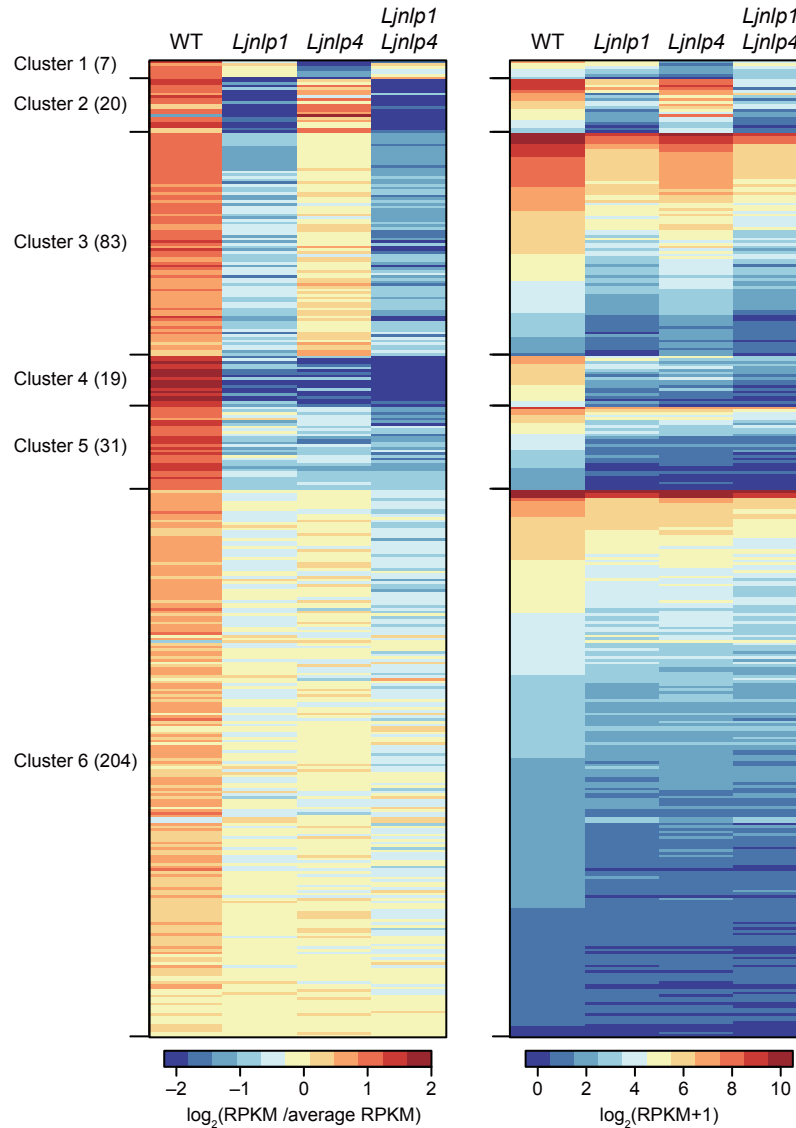 WT Ljnlp1 Ljnlp4 Ljnlp1 Ljnlp4
WT Ljnlp1 Ljnlp4 Ljnlp1 Ljnlp4
Cluster 1 (7)
Cluster 2 (20)
Cluster 3 (83)
Cluster 4 (19)
Cluster 5 (31)
Cluster 6 (204)
–2 –1 0 1 2
log2(RPKM /average RPKM)
0 2 4 6 8 10
log2(RPKM+1)